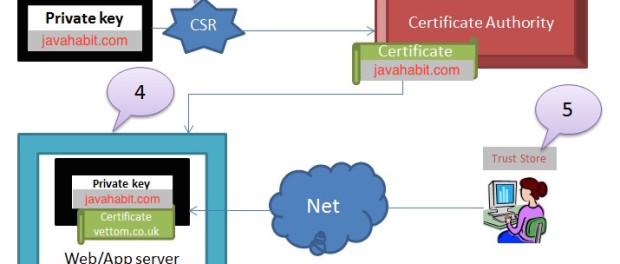 Private key
javahabit.com
CSR
Certificate Authority
Certificate
javahabit.com
4
5
Trust Store
Private key
javahabit.com
Certificate
vettom.co.uk
Net
Web/App server